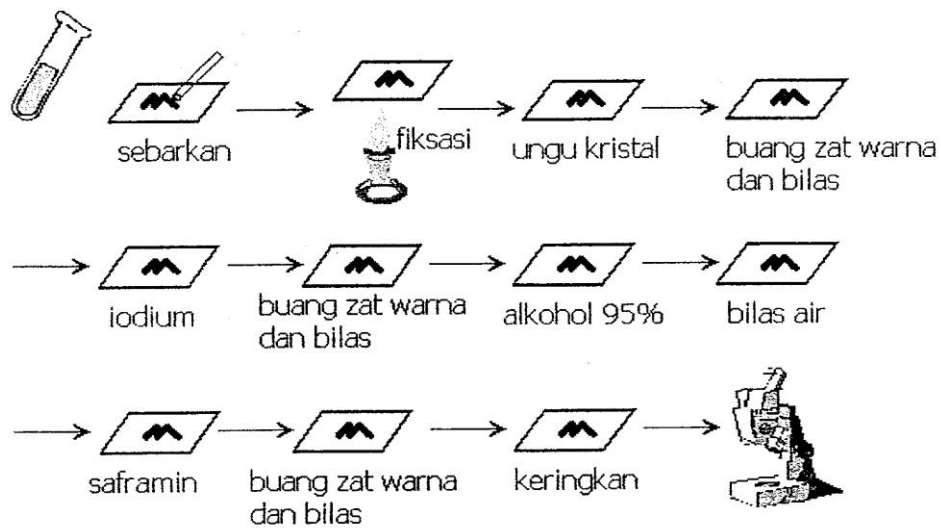 sebarkan
fiksasi
ungu kristal
buang zat warna
dan bilas
iodium
buang zat warna
dan bilas
alkohol 95%
bilas air
saframin
buang zat warna
dan bilas
keringkan